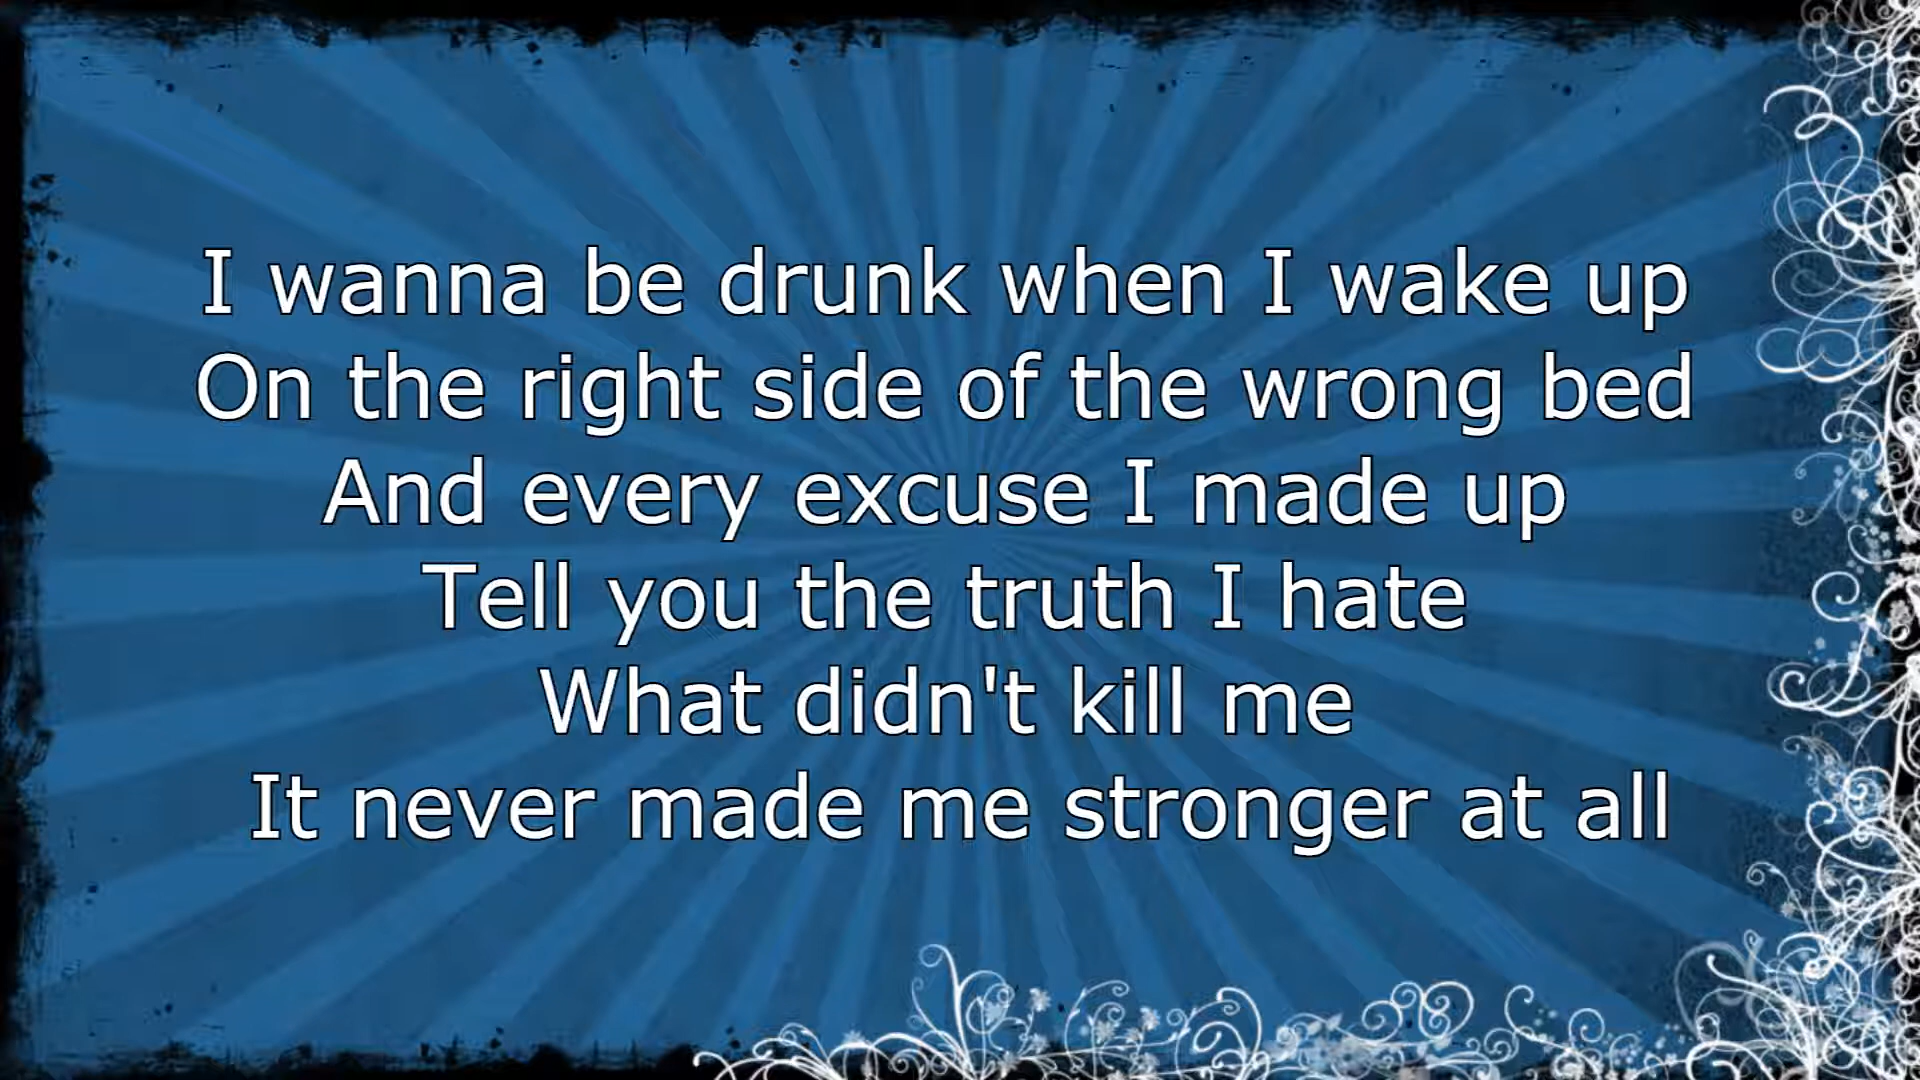 I wanna be drunk when I wake up
On the right side of the wrong bed
And every excuse I made up
Tell you the truth I hate
What didn't kill me
It never made me stronger at all